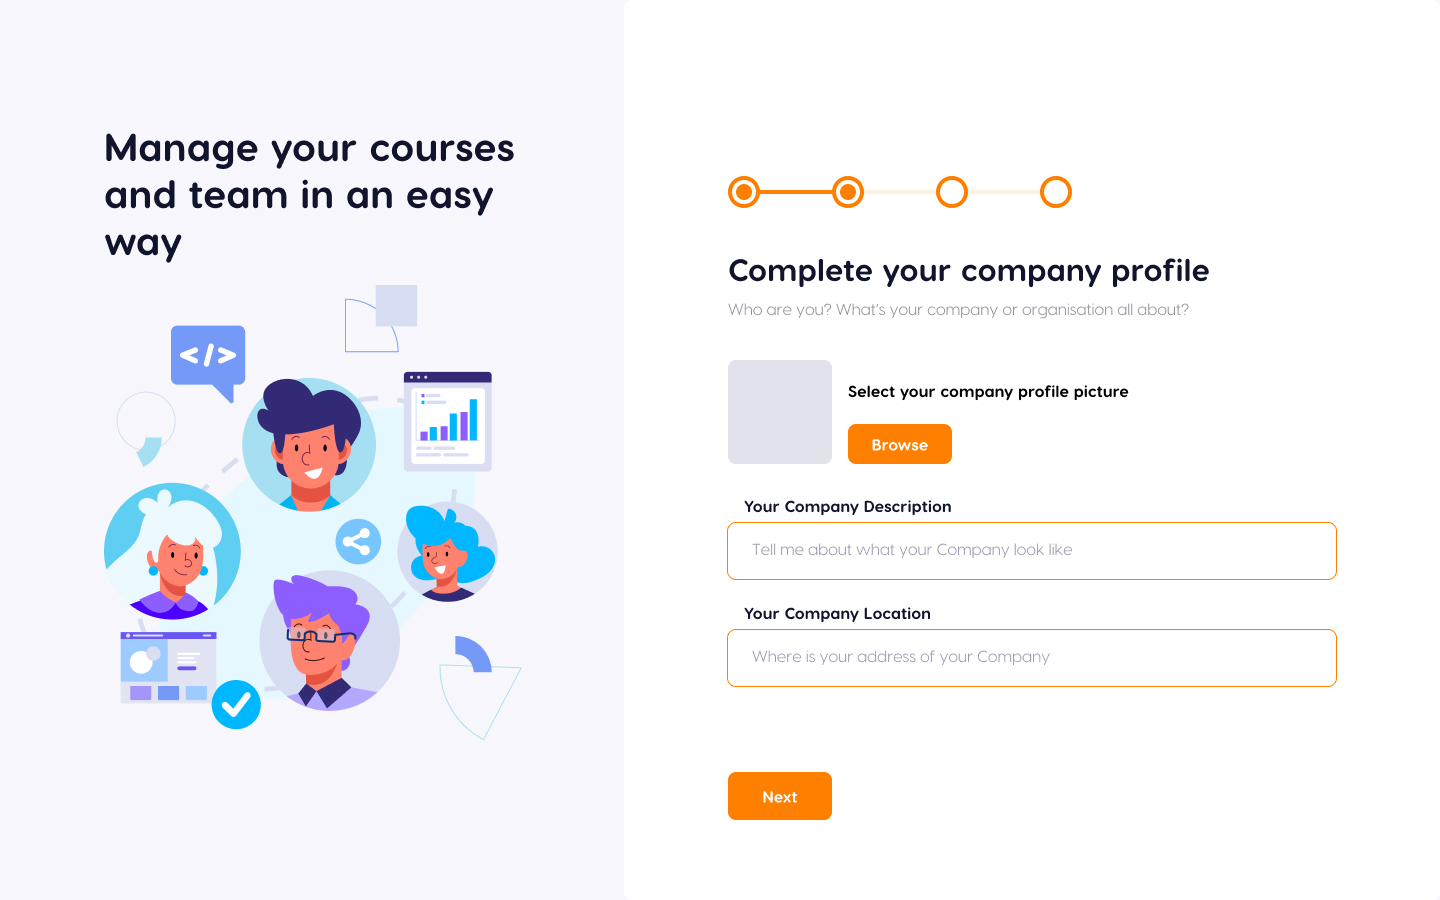 Manage your courses
and team in an easy
way
</>
Complete your company profile
Who are you? What's your company or organisation all about?
Select your company profile picture
Browse
Your Company Description
Tell me about what your Company look like
Your Company Location
Where is your address of your Company
Next